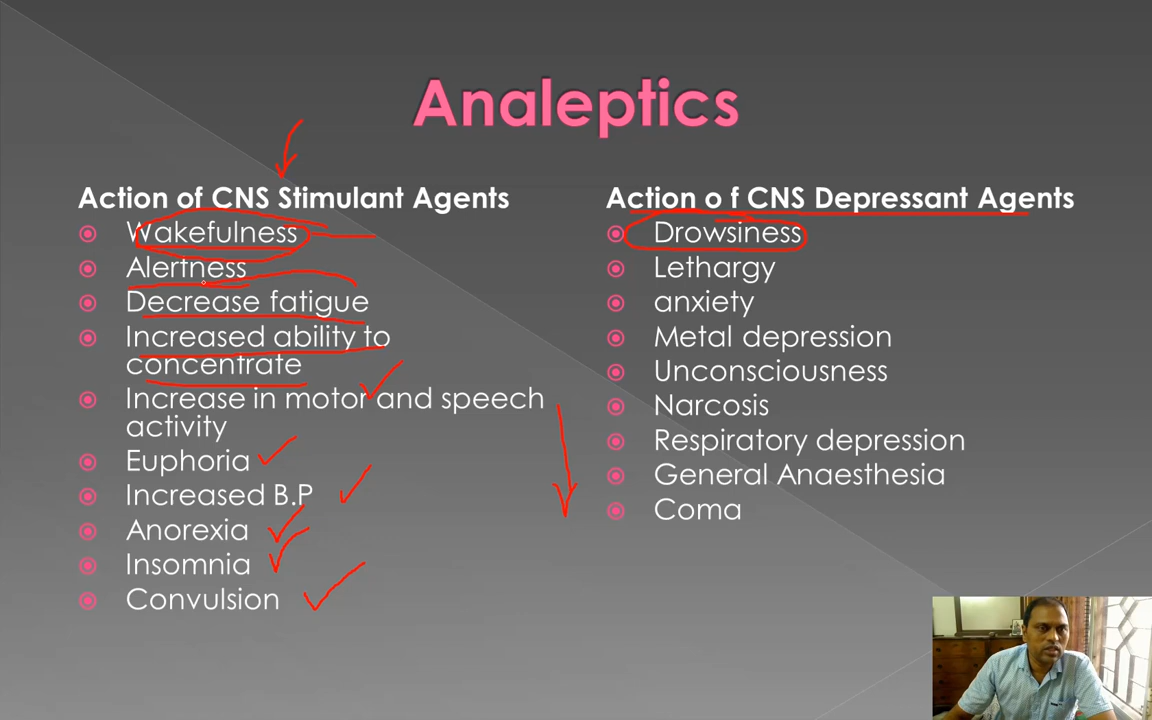 Analeptics
Action of CNS Stimulant Agents
Wakefulness
Alertness
Decrease fatigue
Increased ability to
concentrate
Increase in motor and speech
activity
Euphoria
Increased B.P
Anorexia
Insomnia
Convulsion
Action o f CNS Depressant Agents
Drowsiness
Lethargy
anxiety
Metal depression
Unconsciousness
Narcosis
Respiratory depression
General Anaesthesia
Coma